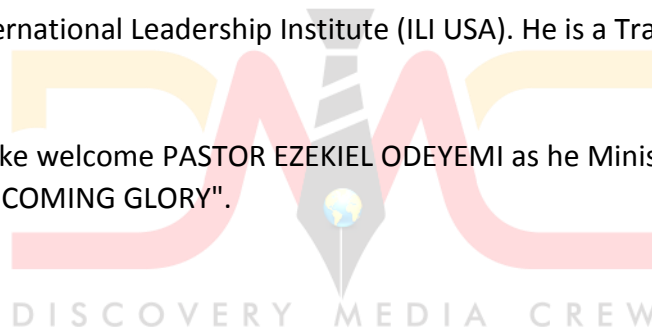 ernational Leadership Institute (ILI USA). He is a Tra
ke welcome PASTOR EZEKIEL ODEYEMI as he Minis
COMING GLORY".
DMC
DISCOVERY MEDIA CREW